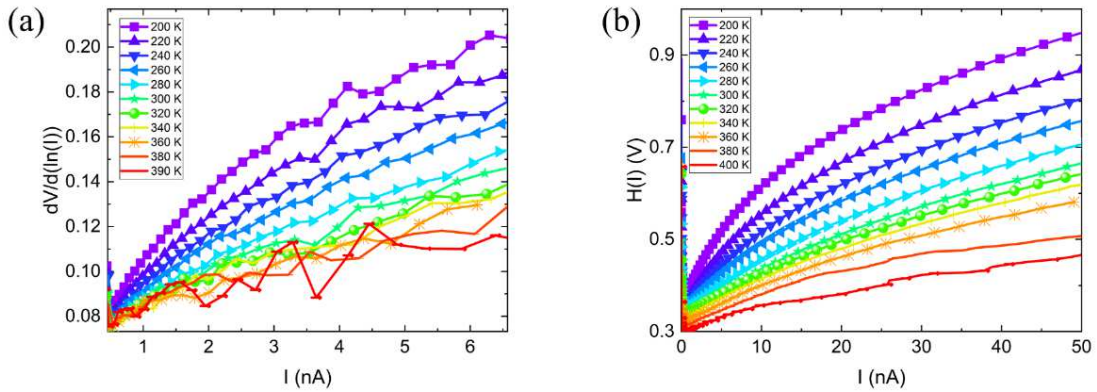 (a)
dV/d(ln(I))
0.20
0.18
0.16
0.14
0.12
0.10
0.08
200 K
220 K
240 K
260 K
280 K
300 K
320 K
340 K
360 K
380 K
390 K
1 2 3 4 5 6
I (nA)
(b)
H(I) (V)
0.9
0.7
0.5
0.3
200 K
220 K
240 K
260 K
280 K
300 K
320 K
340 K
360 K
380 K
400 K
0 10 20 30 40 50
I (nA)